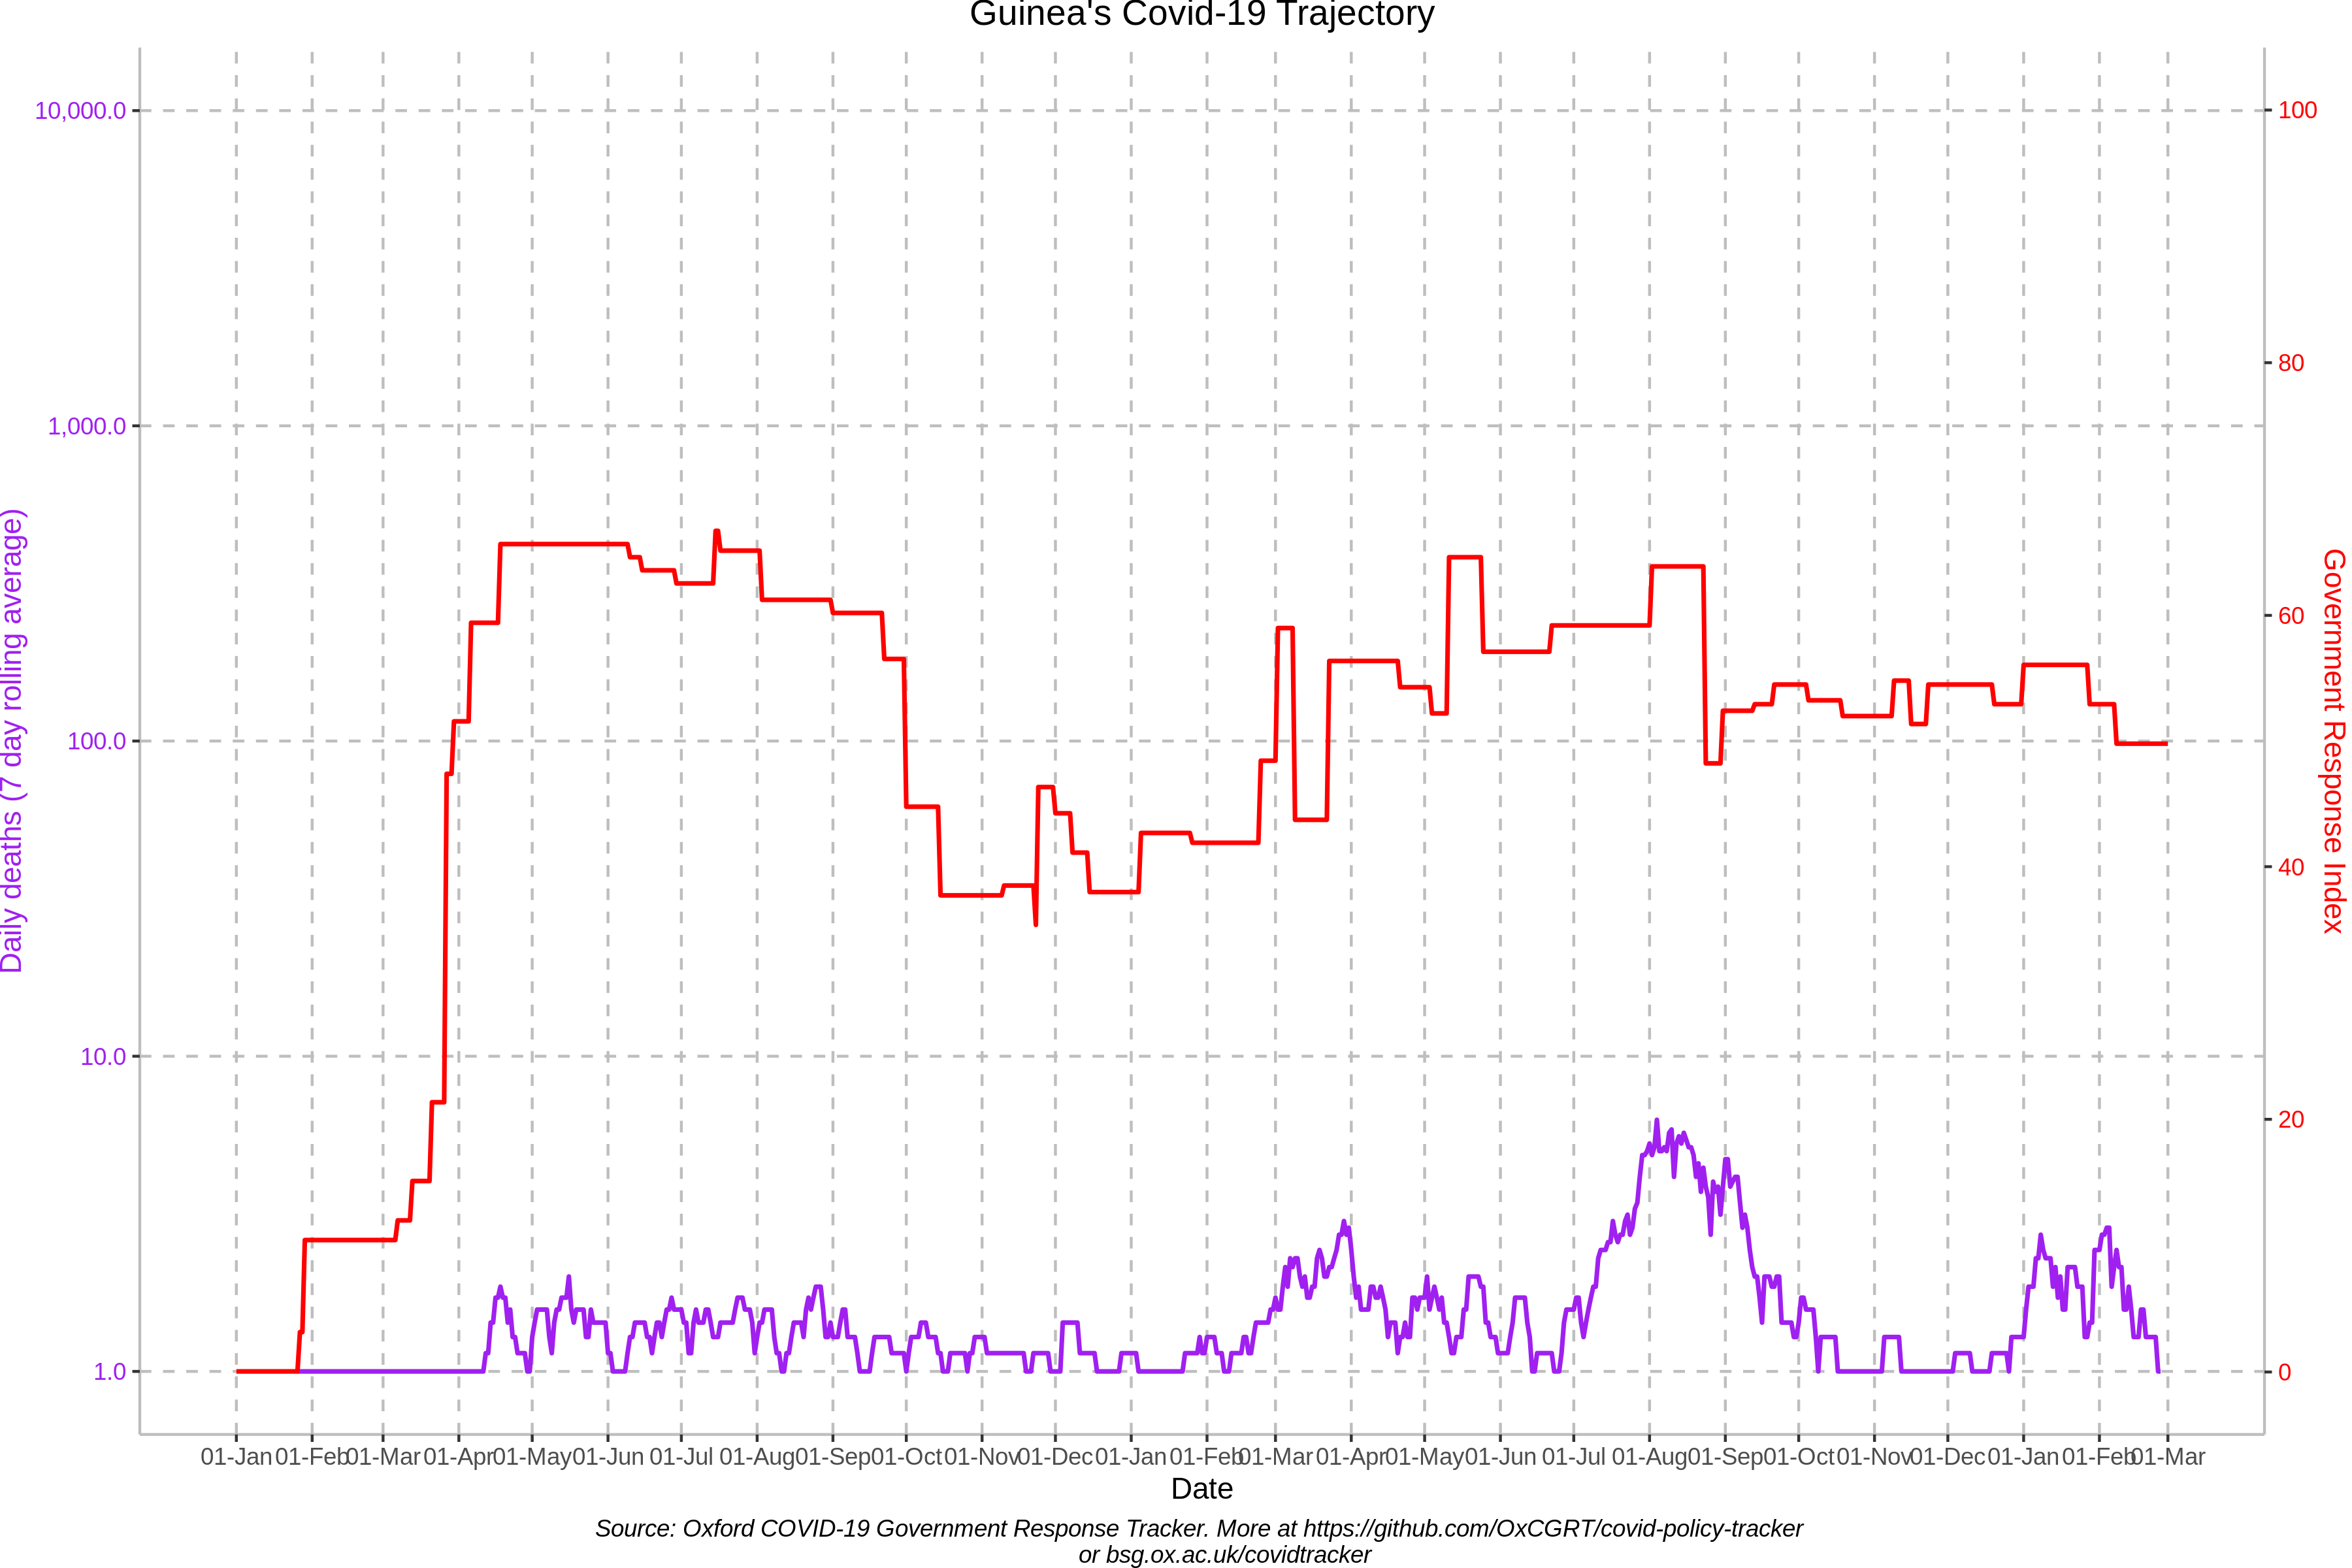 Guinea's Covid-19 Trajectory
10,000.0
1,000.0
100.0
10.0
1.0
Daily deaths (7 day rolling average)
100
80
60
40
20
0
Government Response Index
01-Jan 01-Feb 01-Mar 01-Apr 01-May 01-Jun 01-Jul 01-Aug 01-Sep 01-Oct 01-Nov 01-Dec 01-Jan 01-Feb 01-Mar 01-Apr 01-May 01-Jun 01-Jul 01-Aug 01-Sep 01-Oct 01-Nov 01-Dec 01-Jan 01-Feb 01-Mar
Date
Source: Oxford COVID-19 Government Response Tracker. More at https://github.com/OxCGRT/covid-policy-tracker
or bsg.ox.ac.uk/covidtracker